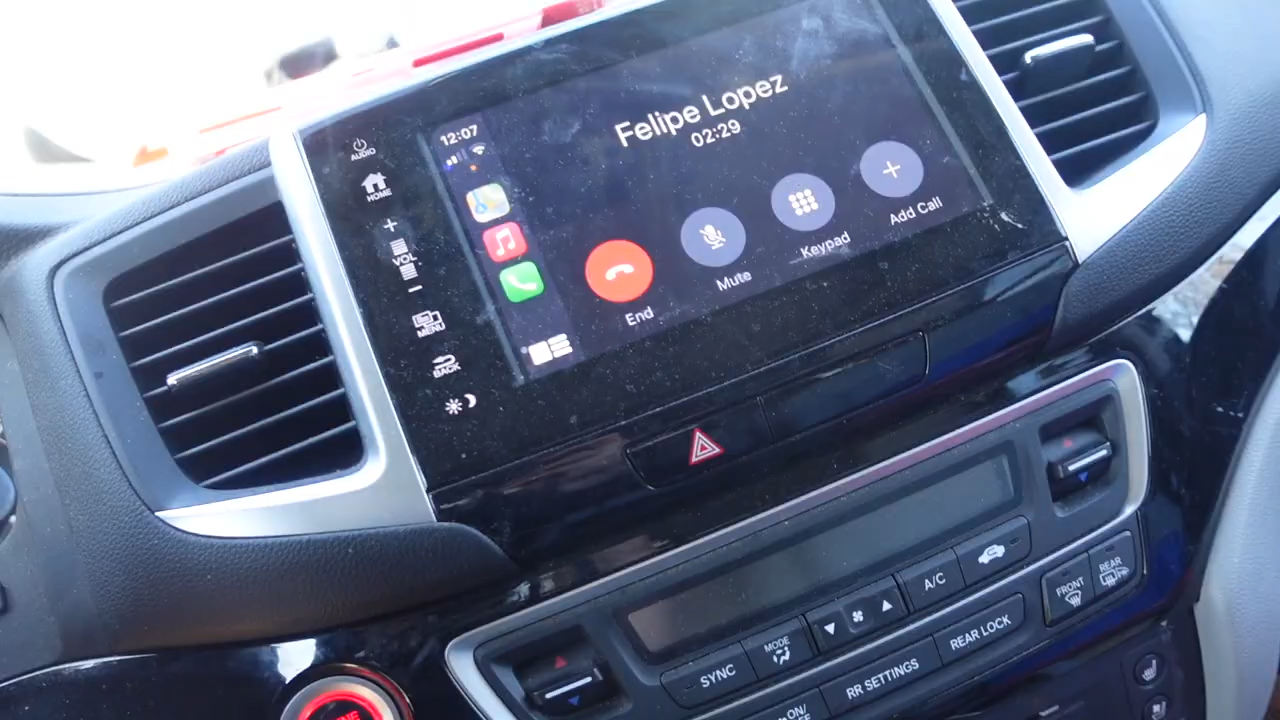 AUDIO
HOME
+
VOL
-
MENU
BACK
12:07
Felipe Lopez
02:29
End
Mute
Keypad
Add Call
A/C
FRONT
REAR
SYNC
MODE
RR SETTINGS
REAR LOCK